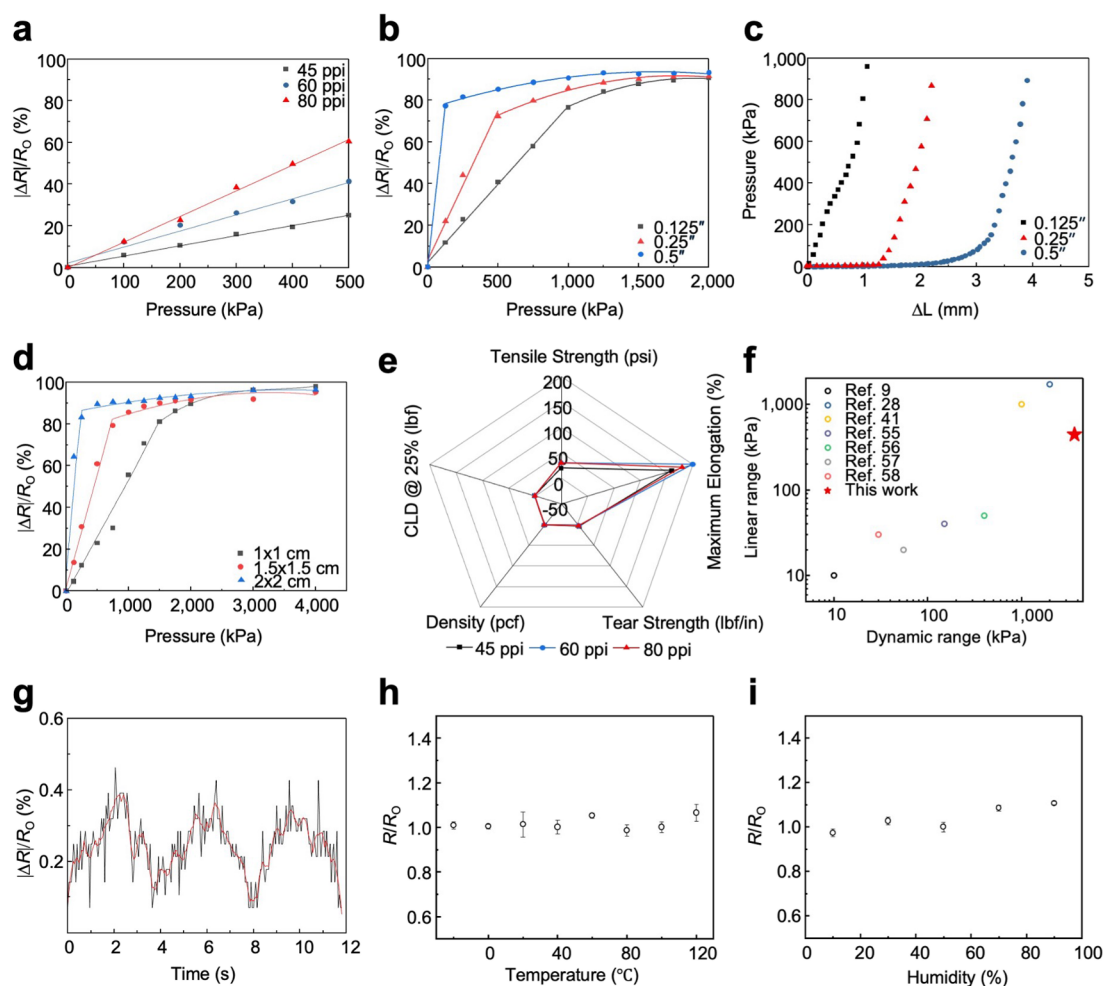 a
b
c
|ΔR|/R₀ (%)
100
80
60
40
20
0
0
100
200
300
400
500
45 ppi
60 ppi
80 ppi
Pressure (kPa)
|ΔR|/R₀ (%)
100
80
60
40
20
0
0
500
1,000
1,500
2,000
0.125″
0.25″
0.5″
Pressure (kPa)
Pressure (kPa)
1,000
800
600
400
200
0
0
1
2
3
4
5
0.125″
0.25″
0.5″
ΔL (mm)
d
e
f
|ΔR|/R₀ (%)
100
80
60
40
20
0
0
1,000
2,000
3,000
4,000
1x1 cm
1.5x1.5 cm
2x2 cm
Pressure (kPa)
Tensile Strength (psi)
200
150
100
50
0
-50
CLD @ 25% (lbf)
Maximum Elongation (%)
Density (pcf)
Tear Strength (lbf/in)
45 ppi
60 ppi
80 ppi
Linear range (kPa)
1,000
100
10
10
100
1,000
Ref. 9
Ref. 28
Ref. 41
Ref. 55
Ref. 56
Ref. 57
Ref. 58
This work
Dynamic range (kPa)
g
h
i
|ΔR|/R₀ (%)
0.6
0.4
0.2
0
2
4
6
8
10
12
Time (s)
R/R₀
1.4
1.2
1.0
0.8
0.6
0
40
80
120
Temperature (°C)
R/R₀
1.4
1.2
1.0
0.8
0.6
0
20
40
60
80
100
Humidity (%)